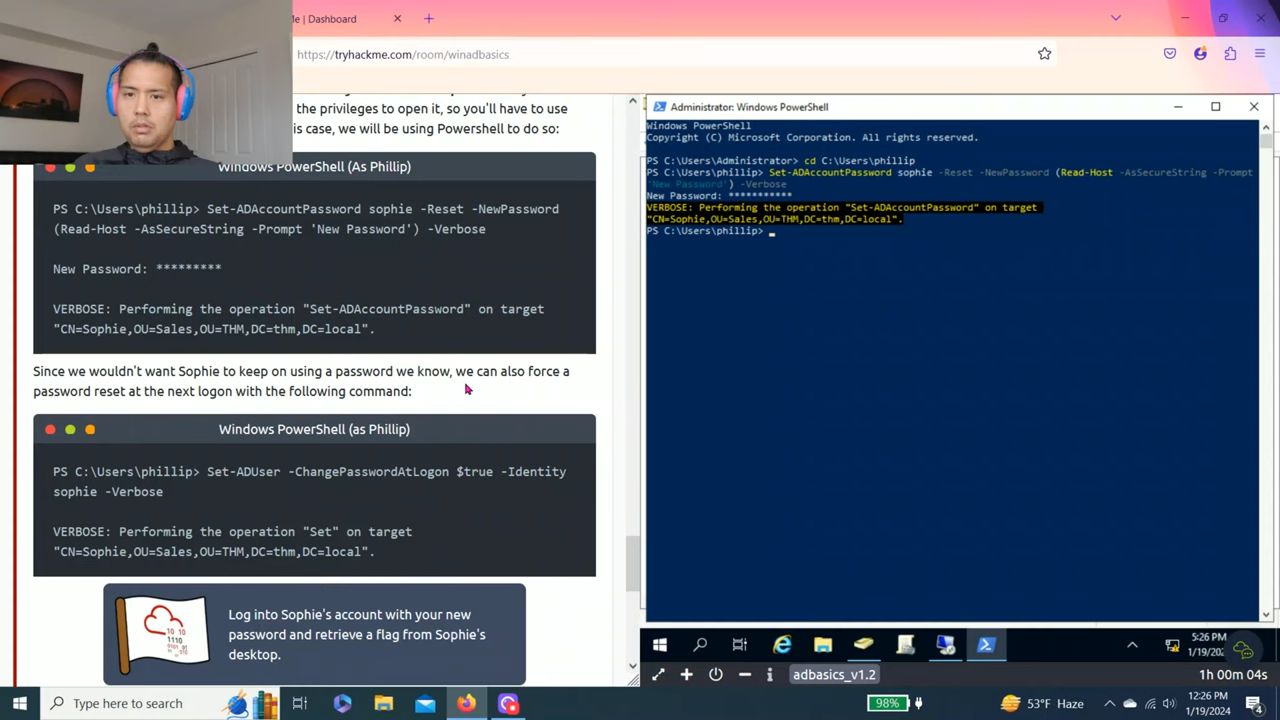 Me | Dashboard
https://tryhackme.com/room/winadbasics
the privileges to open it, so you'll have to use
is case, we will be using Powershell to do so:
Windows PowerShell (As Phillip)
PS C:\Users\phillip> Set-ADAccountPassword sophie -Reset -NewPassword
(Read-Host -AsSecureString -Prompt 'New Password') -Verbose
New Password: *********
VERBOSE: Performing the operation "Set-ADAccountPassword" on target
"CN=Sophie,OU=Sales,OU=THM,DC=thm,DC=local".
Since we wouldn't want Sophie to keep on using a password we know, we can also force a
password reset at the next logon with the following command:
Windows PowerShell (as Phillip)
PS C:\Users\phillip> Set-ADUser -ChangePasswordAtLogon $true -Identity
sophie -Verbose
VERBOSE: Performing the operation "Set" on target
"CN=Sophie,OU=Sales,OU=THM,DC=thm,DC=local".
10 10
1110
Log into Sophie's account with your new
password and retrieve a flag from Sophie's
desktop.
Administrator: Windows PowerShell
Windows PowerShell
Copyright (C) Microsoft Corporation. All rights reserved.
PS C:\Users\Administrator> cd C:\Users\phillip
PS C:\Users\phillip> Set-ADAccountPassword sophie -Reset -NewPassword (Read-Host -AsSecureString -Prompt
'New Password') -Verbose
New Password: ***********
VERBOSE: Performing the operation "Set-ADAccountPassword" on target
"CN=Sophie,OU=Sales,OU=THM,DC=thm,DC=local".
PS C:\Users\phillip>
5:26 PM
1/19/202
adbasics_v1.2
1h 00m 04s
Type here to search
98%
53°F Haze
12:26 PM
1/19/2024
4